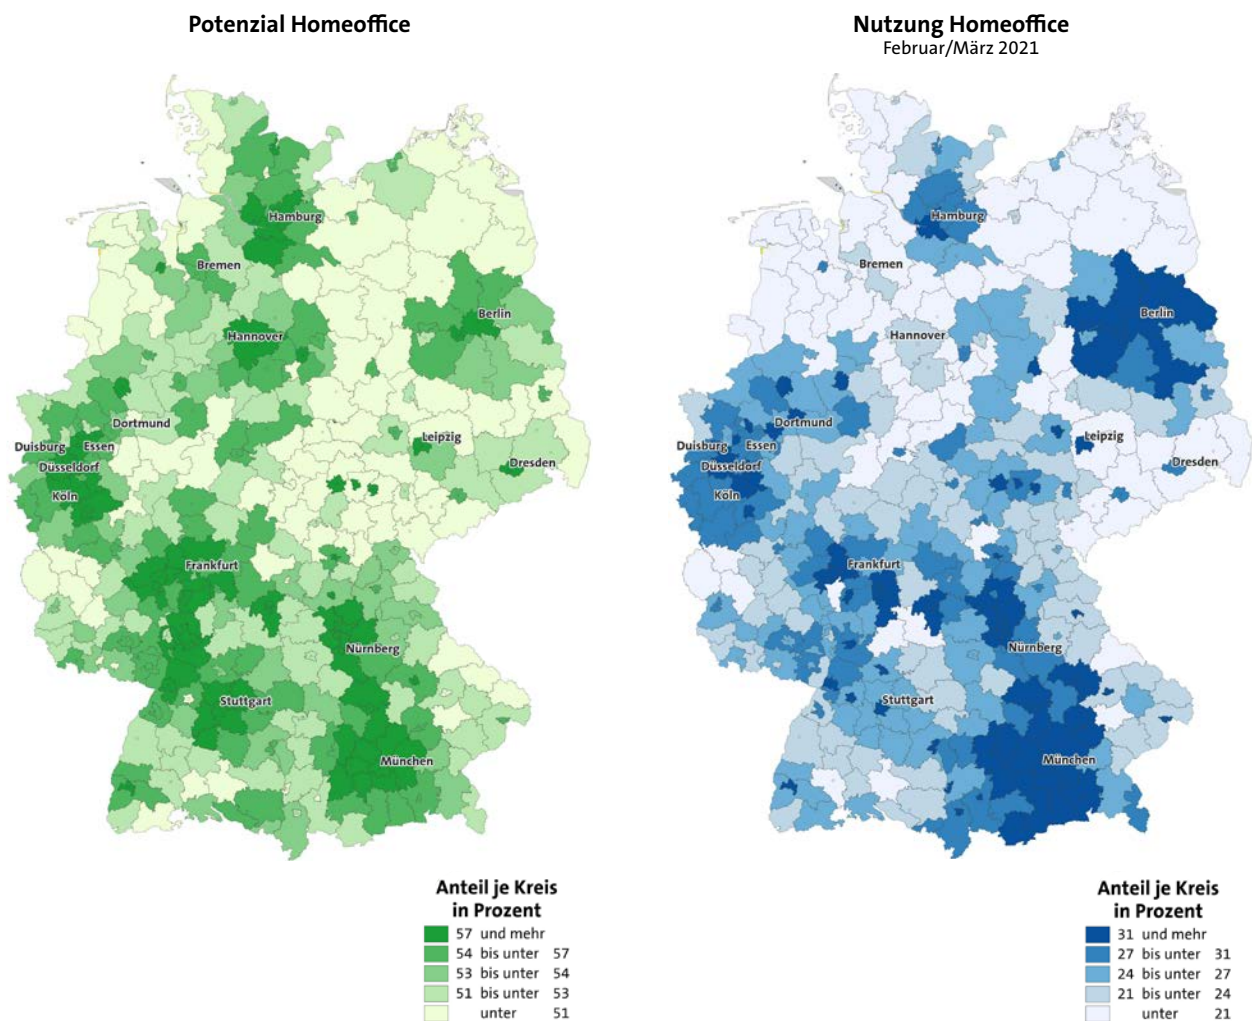 Potenzial Homeoffice
Hamburg
Bremen
Berlin
Hannover
Dortmund
Duisburg
Essen
Leipzig
Düsseldorf
Dresden
Köln
Frankfurt
Nürnberg
Stuttgart
München
Anteil je Kreis
in Prozent
57 und mehr
54 bis unter 57
53 bis unter 54
51 bis unter 53
unter 51
Nutzung Homeoffice
Februar/März 2021
Hamburg
Bremen
Berlin
Hannover
Dortmund
Duisburg
Essen
Leipzig
Düsseldorf
Dresden
Köln
Frankfurt
Nürnberg
Stuttgart
München
Anteil je Kreis
in Prozent
31 und mehr
27 bis unter 31
24 bis unter 27
21 bis unter 24
unter 21